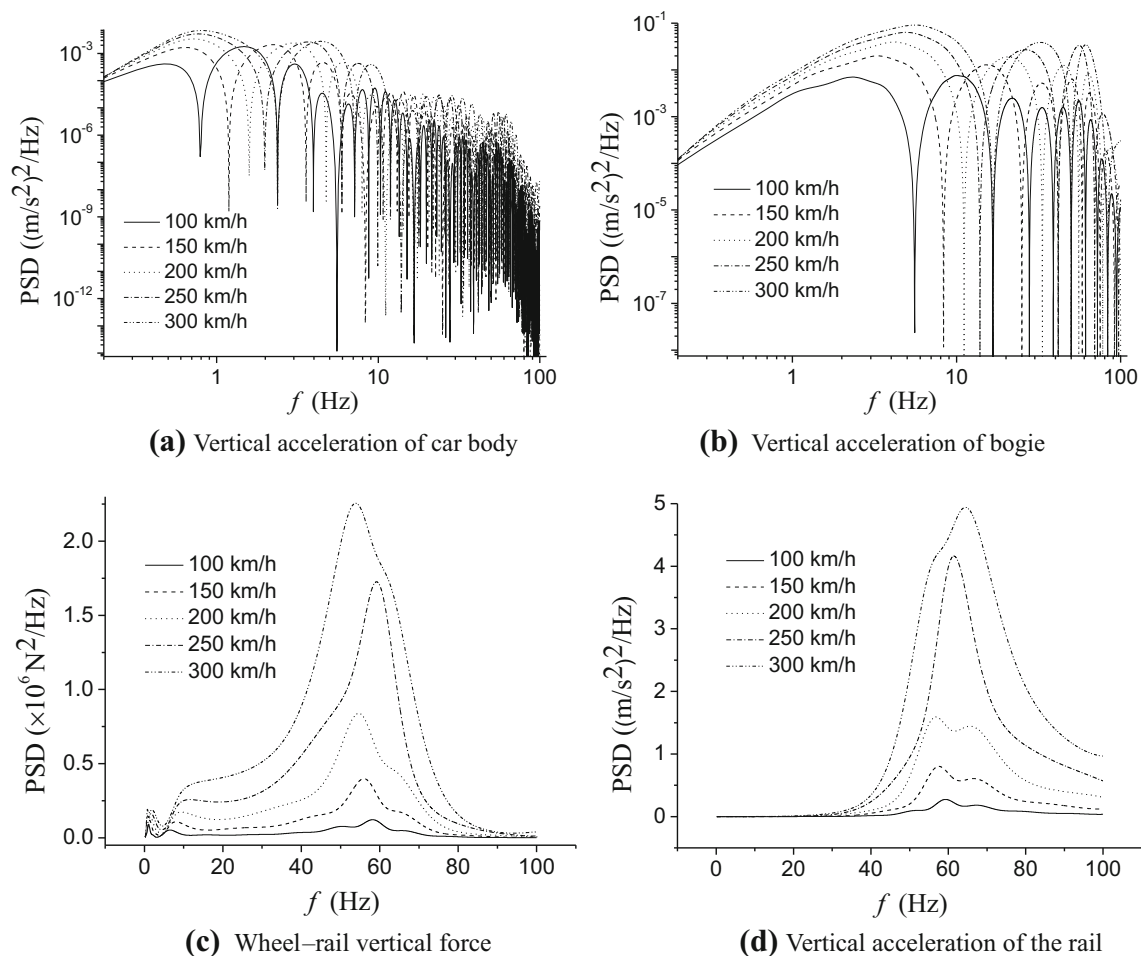 10^-3
10^-6
10^-9
10^-12
PSD ((m/s^2)^2/Hz)
100 km/h
150 km/h
200 km/h
250 km/h
300 km/h
1 10 100
f (Hz)
(a) Vertical acceleration of car body
10^-1
10^-3
10^-5
10^-7
PSD ((m/s^2)^2/Hz)
100 km/h
150 km/h
200 km/h
250 km/h
300 km/h
1 10 100
f (Hz)
(b) Vertical acceleration of bogie
2.0
1.5
1.0
0.5
0.0
PSD (×10^6 N^2/Hz)
100 km/h
150 km/h
200 km/h
250 km/h
300 km/h
0 20 40 60 80 100
f (Hz)
(c) Wheel–rail vertical force
5
4
3
2
1
0
PSD ((m/s^2)^2/Hz)
100 km/h
150 km/h
200 km/h
250 km/h
300 km/h
0 20 40 60 80 100
f (Hz)
(d) Vertical acceleration of the rail